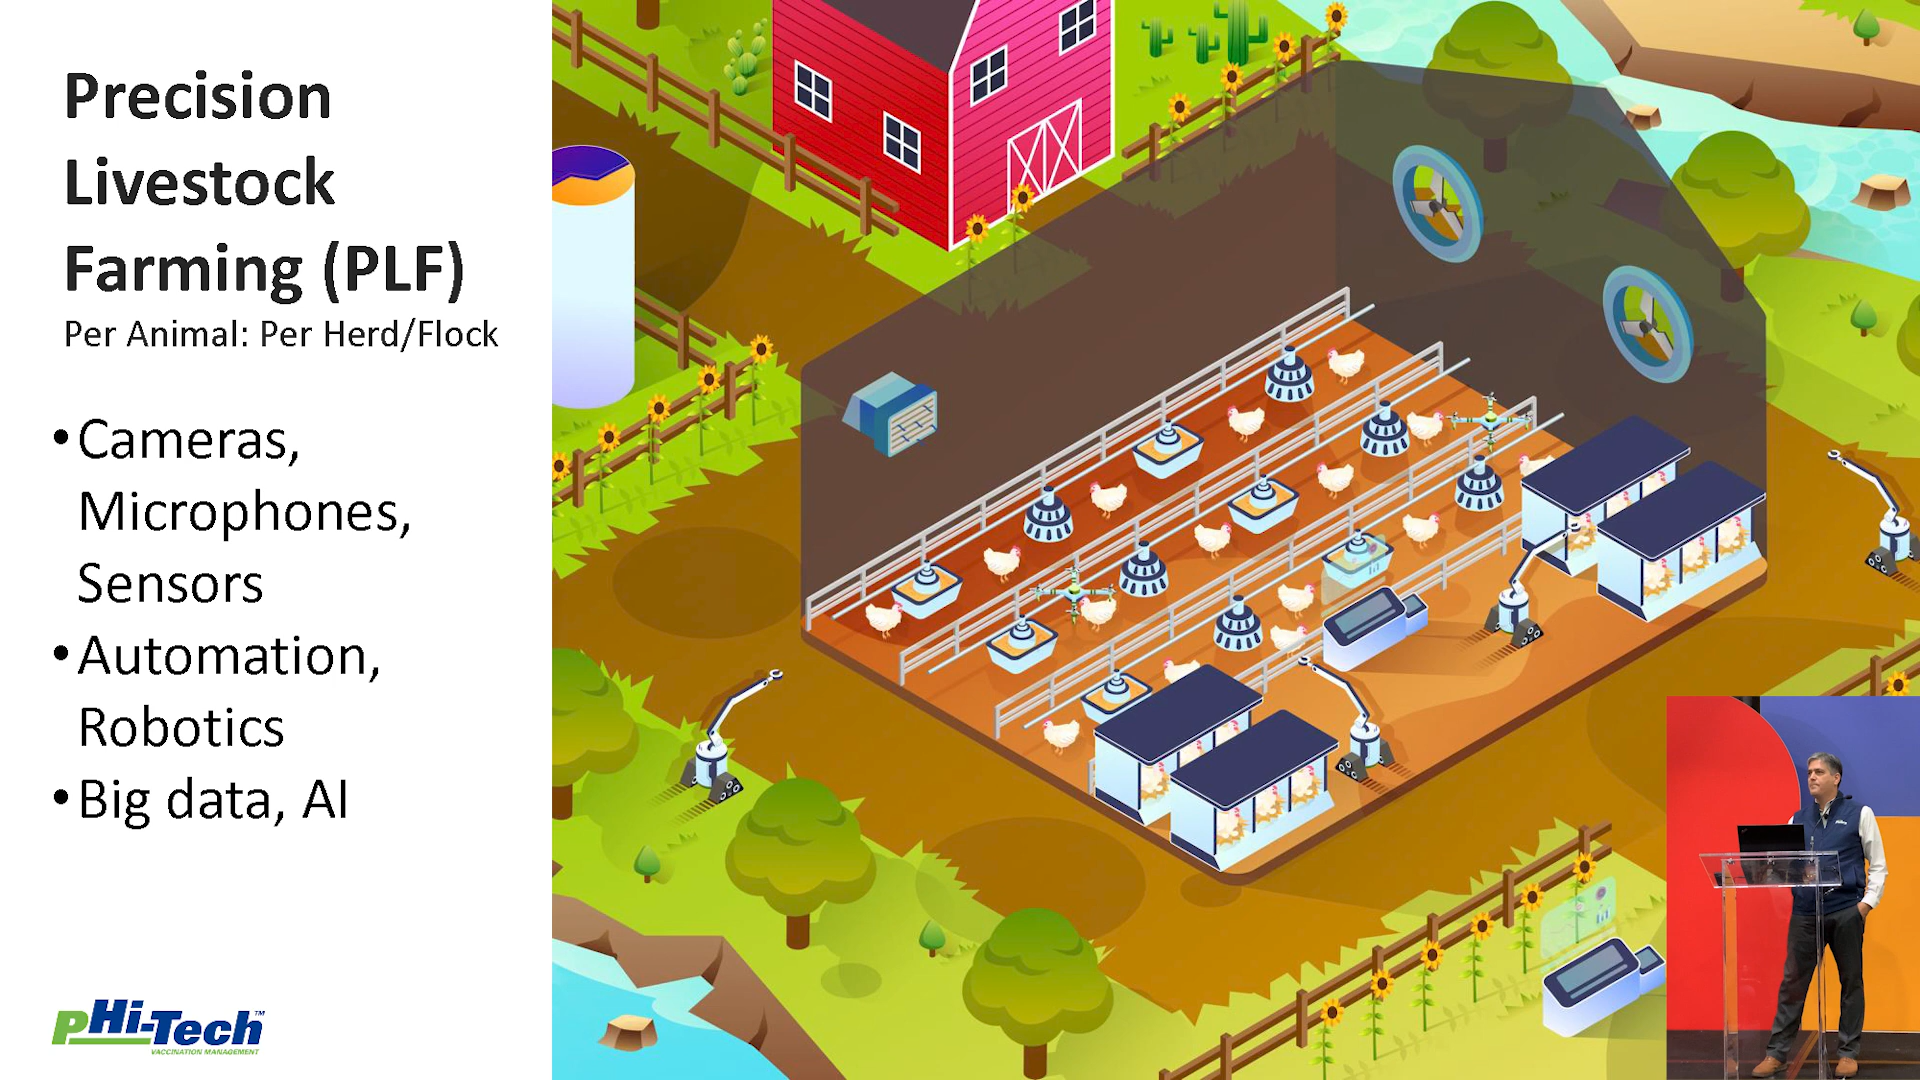 Precision
Livestock
Farming (PLF)
Per Animal: Per Herd/Flock
•Cameras,
Microphones,
Sensors
•Automation,
Robotics
•Big data, AI
pHi-Tech™
VACCINATION MANAGEMENT